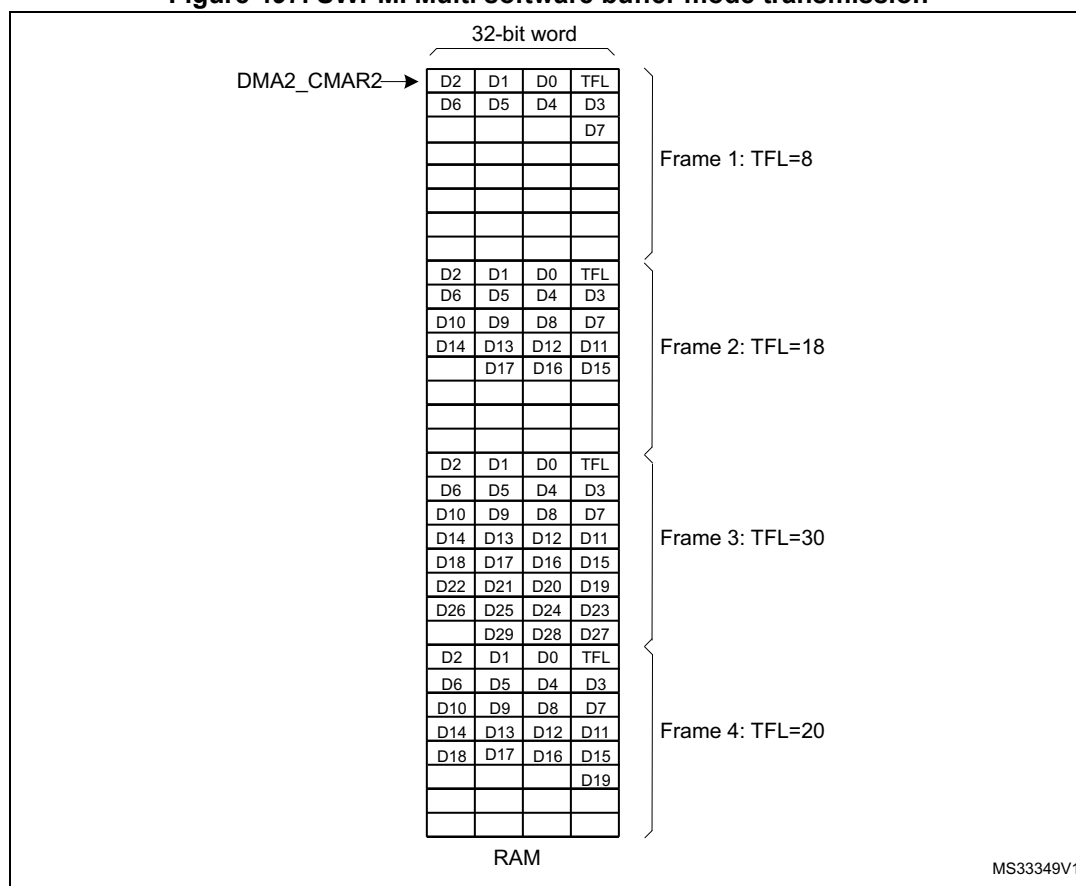 Figure SWPMI Multi software buffer mode transmission
32-bit word
DMA2_CMAR2
D2 D1 D0 TFL
D6 D5 D4 D3
D7
Frame 1: TFL=8
D2 D1 D0 TFL
D6 D5 D4 D3
D10 D9 D8 D7
D14 D13 D12 D11
Frame 2: TFL=18
D17 D16 D15
D2 D1 D0 TFL
D6 D5 D4 D3
D10 D9 D8 D7
D14 D13 D12 D11
Frame 3: TFL=30
D18 D17 D16 D15
D22 D21 D20 D19
D26 D25 D24 D23
D29 D28 D27
D2 D1 D0 TFL
D6 D5 D4 D3
D10 D9 D8 D7
D14 D13 D12 D11
Frame 4: TFL=20
D18 D17 D16 D15
D19
RAM
MS33349V1